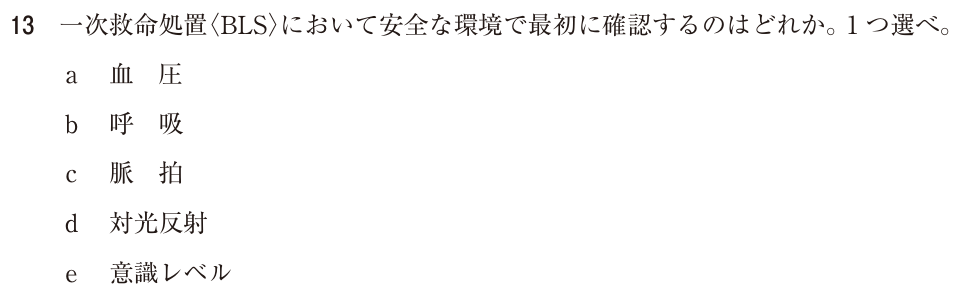 13 一次救命処置〈BLS〉において安全な環境で最初に確認するのはどれか。1つ選べ。
a 血　圧
b 呼　吸
c 脈　拍
d 対光反射
e 意識レベル